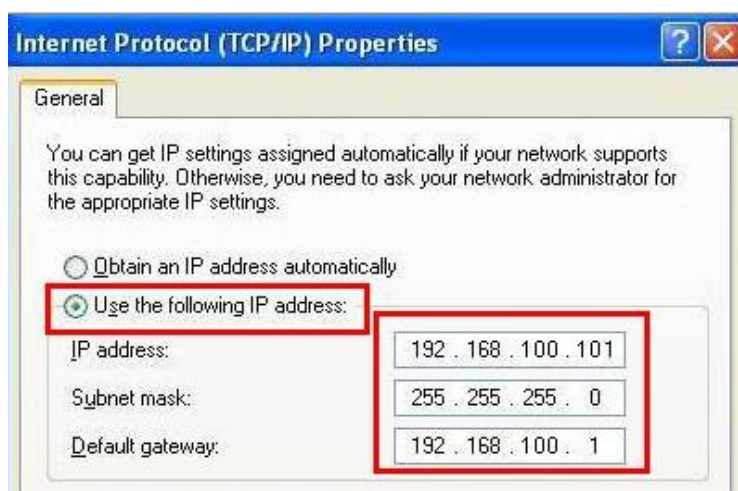 Internet Protocol (TCP/IP) Properties
General
You can get IP settings assigned automatically if your network supports
this capability. Otherwise, you need to ask your network administrator for
the appropriate IP settings.
Obtain an IP address automatically
Use the following IP address:
IP address: 192 . 168 . 100 . 101
Subnet mask: 255 . 255 . 255 . 0
Default gateway: 192 . 168 . 100 . 1